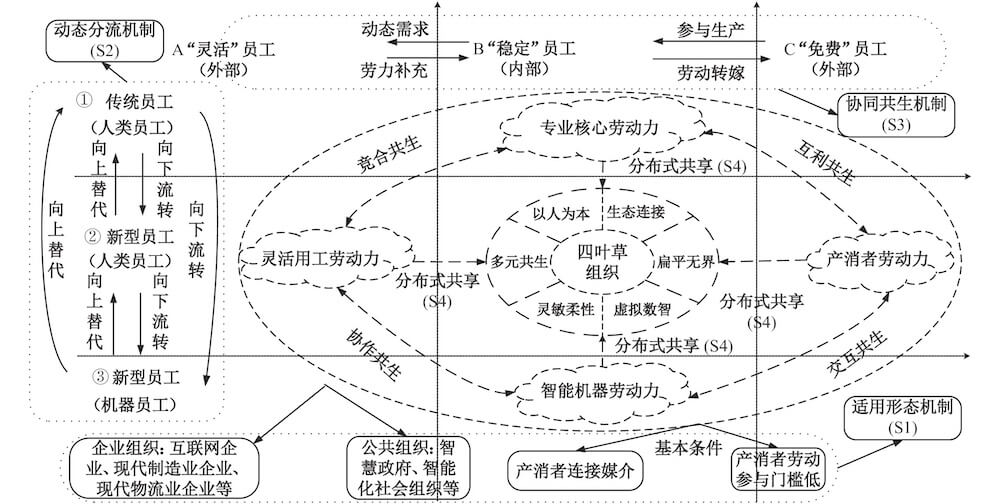 动态分流机制
(S2)
A“灵活”员工
(外部)
动态需求
劳力补充
B“稳定”员工
(内部)
参与生产
劳动转嫁
C“免费”员工
(外部)
协同共生机制
(S3)
① 传统员工
(人类员工)
向上替代
向下流转
② 新型员工
(人类员工)
向上替代
向下流转
③ 新型员工
(机器员工)
向上替代
向下流转
专业核心劳动力
竞合共生
互利共生
分布式共享(S4)
以人为本
生态连接
多元共生
四叶草
组织
扁平无界
灵敏柔性
虚拟数智
灵活用工劳动力
分布式共享
(S4)
产消者劳动力
分布式共享
(S4)
分布式共享(S4)
协作共生
交互共生
智能机器劳动力
适用形态机制
(S1)
企业组织：互联网企
业、现代制造业企业、
现代物流业企业等
公共组织：智
慧政府、智能
化社会组织等
基本条件
产消者连接媒介
产消者劳动
参与门槛低